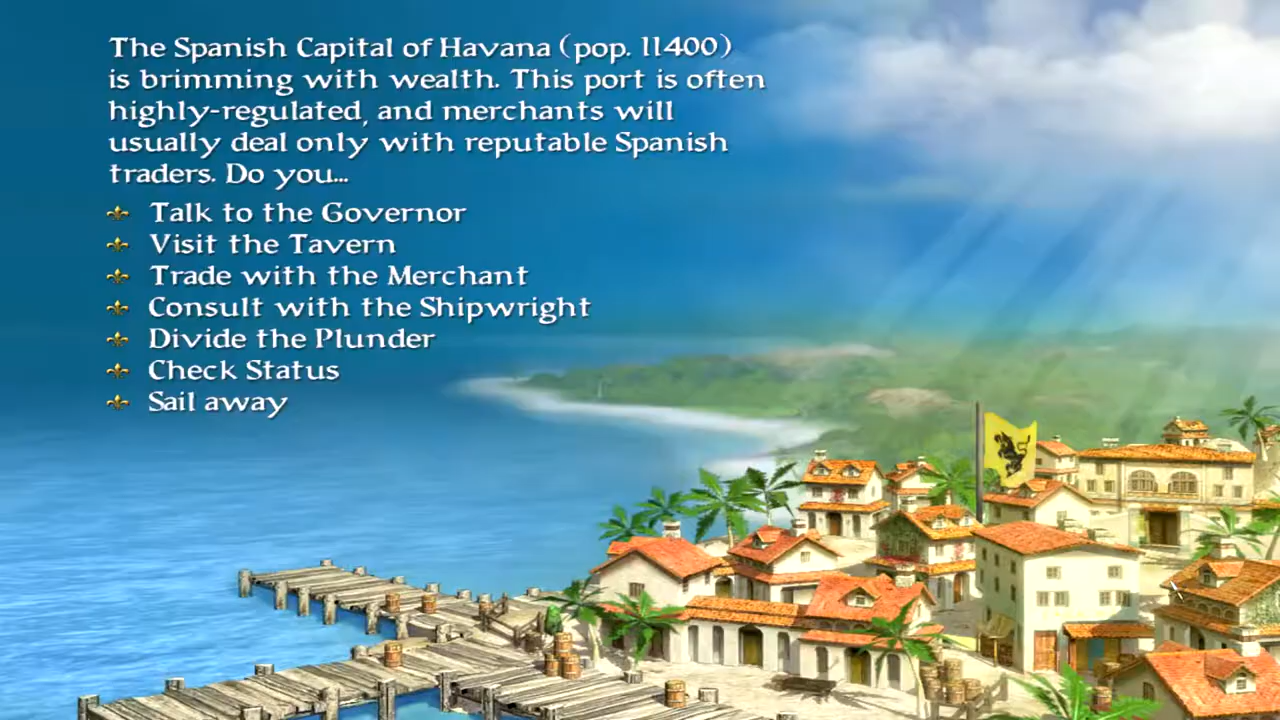 The Spanish Capital of Havana (pop. 11400)
is brimming with wealth. This port is often
highly-regulated, and merchants will
usually deal only with reputable Spanish
traders. Do you...
Talk to the Governor
Visit the Tavern
Trade with the Merchant
Consult with the Shipwright
Divide the Plunder
Check Status
Sail away